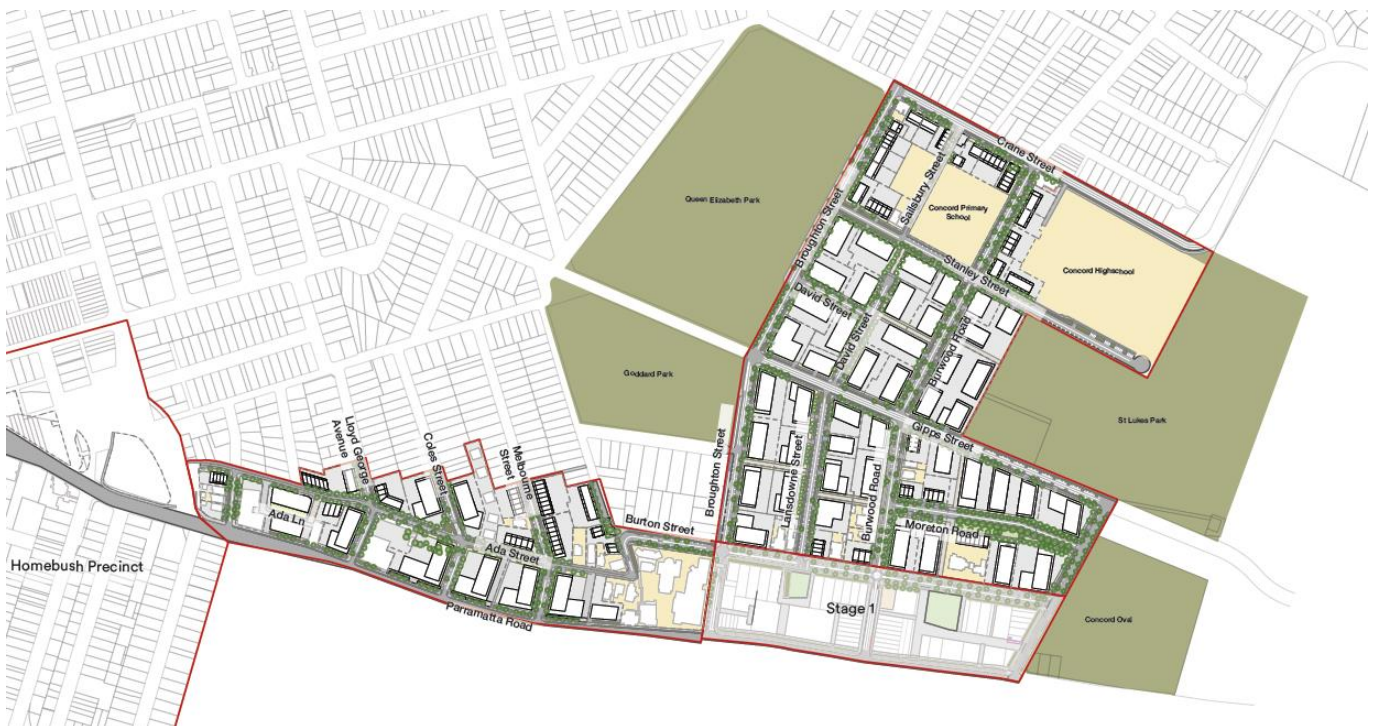 Crane Street
Queen Elizabeth Park
Sailsbury Street
Concord Primary
School
Broughton Street
Stanley Street
Concord Highschool
David Street
David Street
Burwood Road
Goddard Park
St Lukes Park
Gipps Street
Lloyd George
Avenue
Coles Street
Melbourne
Street
Broughton Street
Lansdowne Street
Burwood Road
Burton Street
Moreton Road
Ada Ln
Ada Street
Homebush Precinct
Parramatta Road
Stage 1
Concord Oval